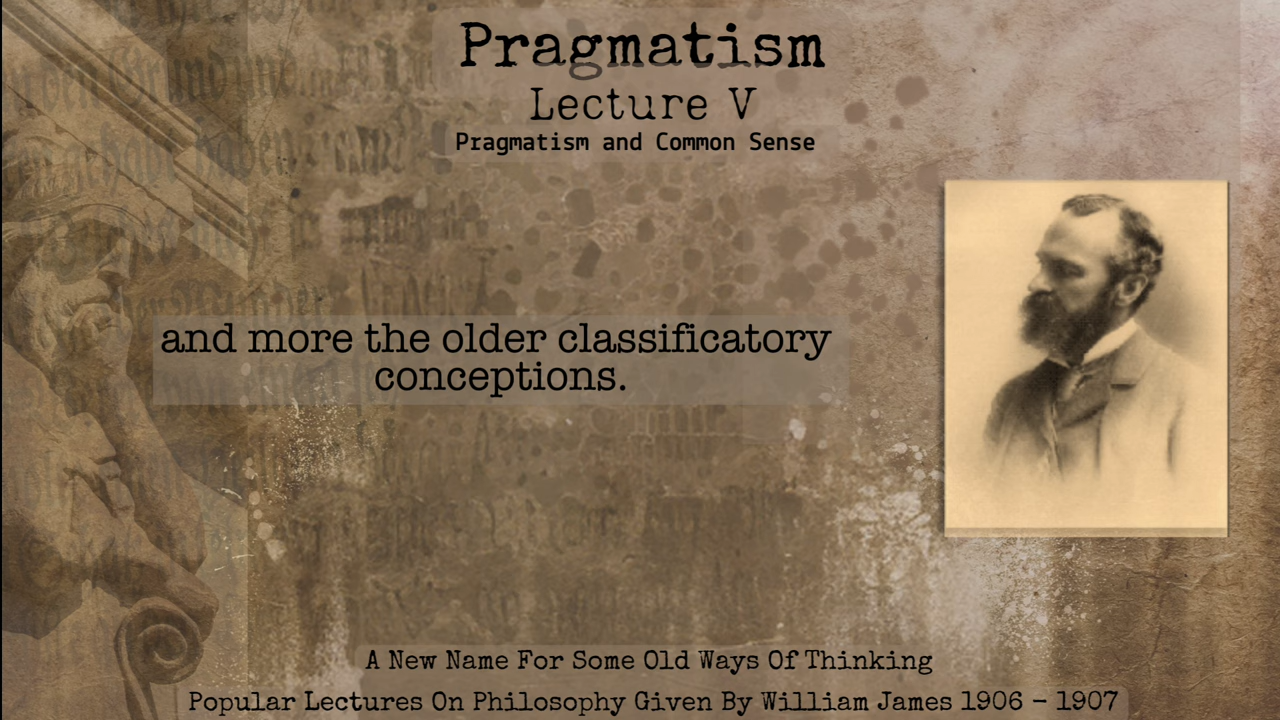 Pragmatism
Lecture V
Pragmatism and Common Sense
and more the older classificatory
conceptions.
A New Name For Some Old Ways Of Thinking
Popular Lectures On Philosophy Given By William James 1906 - 1907